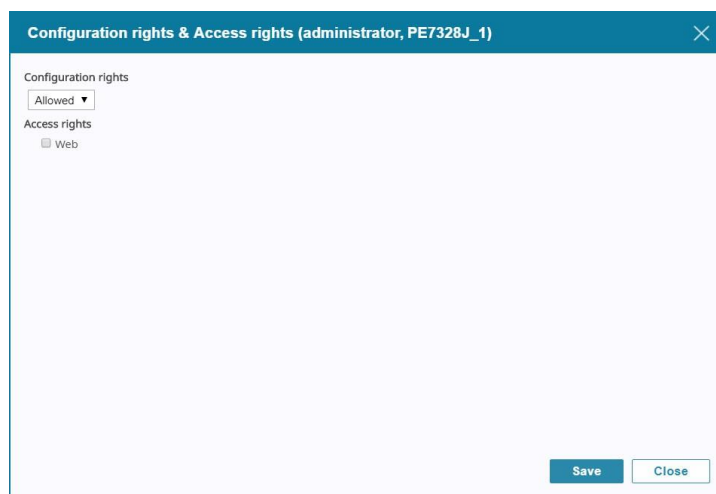 Configuration rights & Access rights (administrator, PE7328J_1)
Configuration rights
Allowed
Access rights
Web
Save
Close